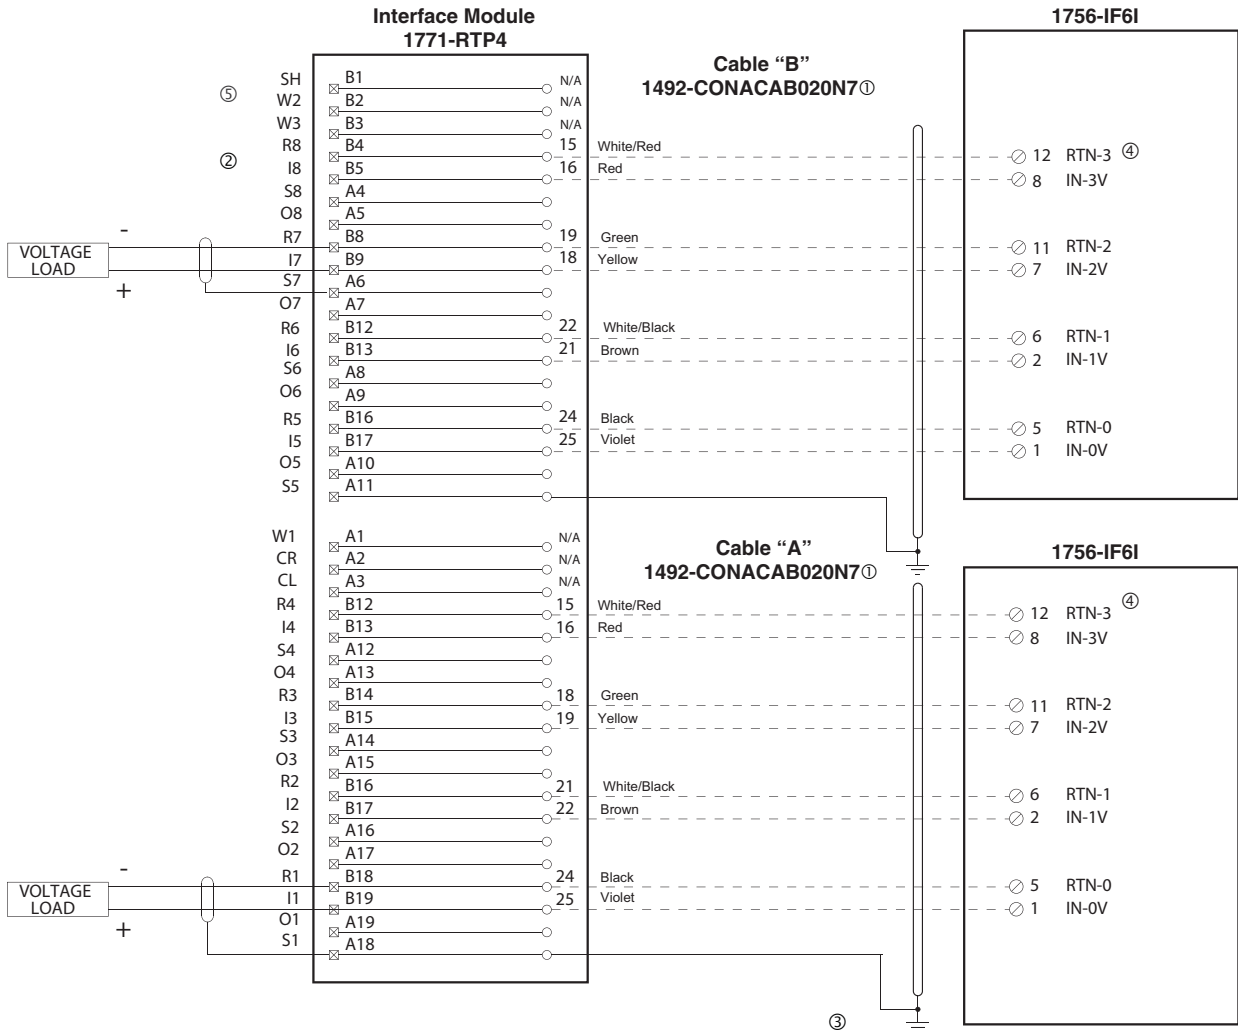 Interface Module
1771-RTP4
1756-IF6I
Cable “B”
1492-CONACAB020N7①
SH B1 N/A
⑤
W2 B2 N/A
W3 B3 N/A
R8 B4 15 White/Red 12 RTN-3 ④
②
I8 B5 16 Red 8 IN-3V
S8 A4
O8 A5
-
R7 B8 19 Green 11 RTN-2
VOLTAGE
LOAD
I7 B9 18 Yellow 7 IN-2V
S7 A6
+
O7 A7
R6 B12 22 White/Black 6 RTN-1
I6 B13 21 Brown 2 IN-1V
S6 A8
O6 A9
R5 B16 24 Black 5 RTN-0
I5 B17 25 Violet 1 IN-0V
O5 A10
S5 A11
W1 A1 N/A
Cable “A”
1492-CONACAB020N7①
1756-IF6I
CR A2 N/A
CL A3 N/A
R4 B12 15 White/Red 12 RTN-3 ④
I4 B13 16 Red 8 IN-3V
S4 A12
O4 A13
R3 B14 18 Green 11 RTN-2
I3 B15 19 Yellow 7 IN-2V
S3 A14
O3 A15
R2 B16 21 White/Black 6 RTN-1
I2 B17 22 Brown 2 IN-1V
S2 A16
O2 A17
-
R1 B18 24 Black 5 RTN-0
VOLTAGE
LOAD
I1 B19 25 Violet 1 IN-0V
O1 A19
+
S1 A18
③